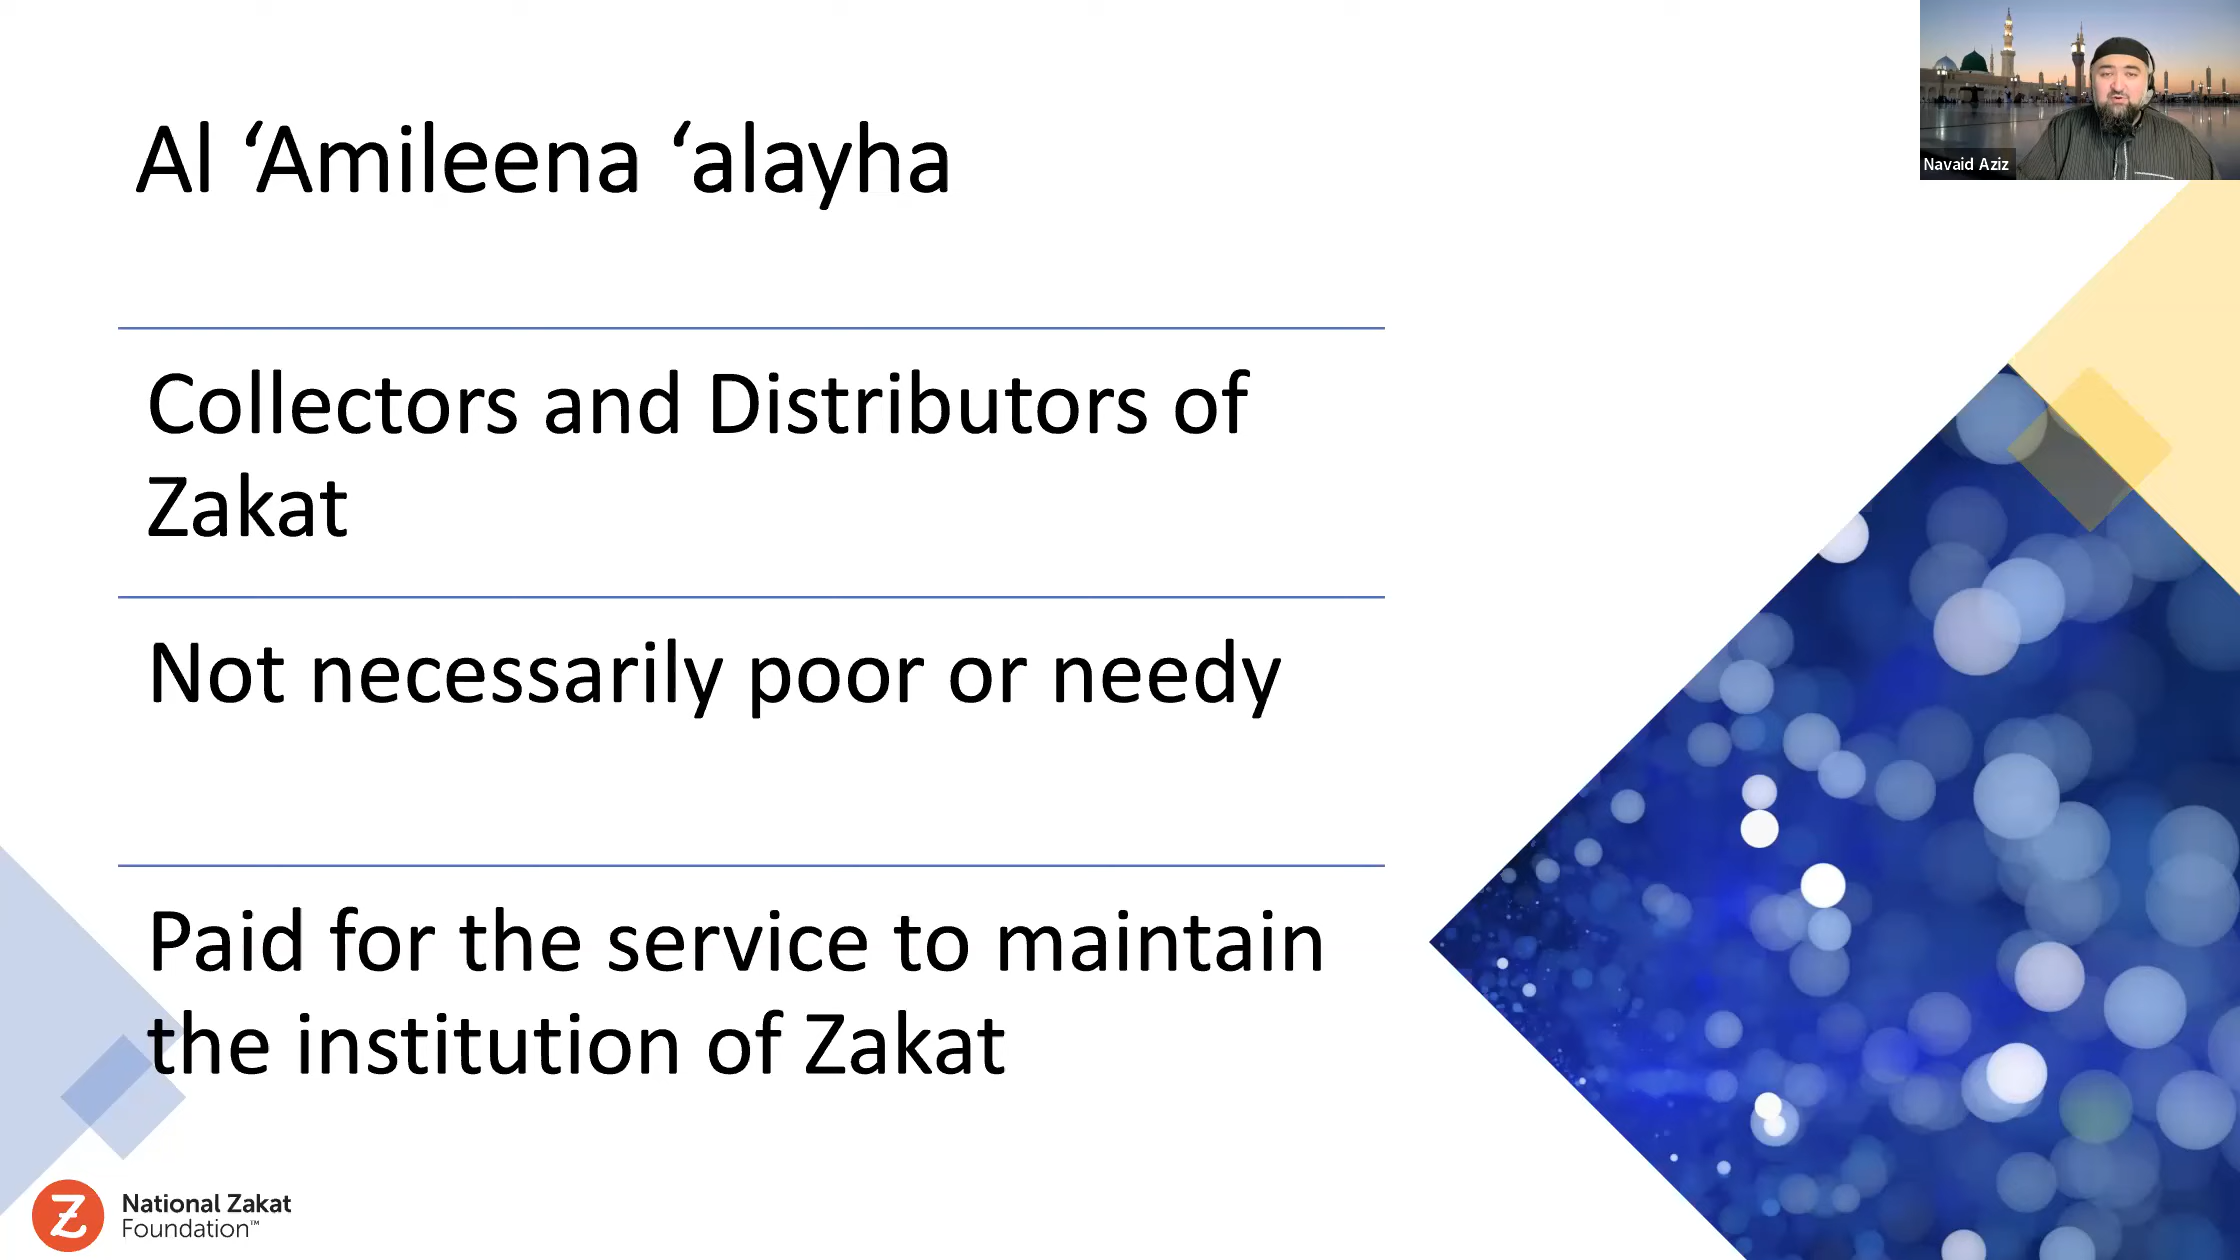 Al ‘Amileena ‘alayha
Navaid Aziz
Collectors and Distributors of
Zakat
Not necessarily poor or needy
Paid for the service to maintain
the institution of Zakat
National Zakat
Foundation™